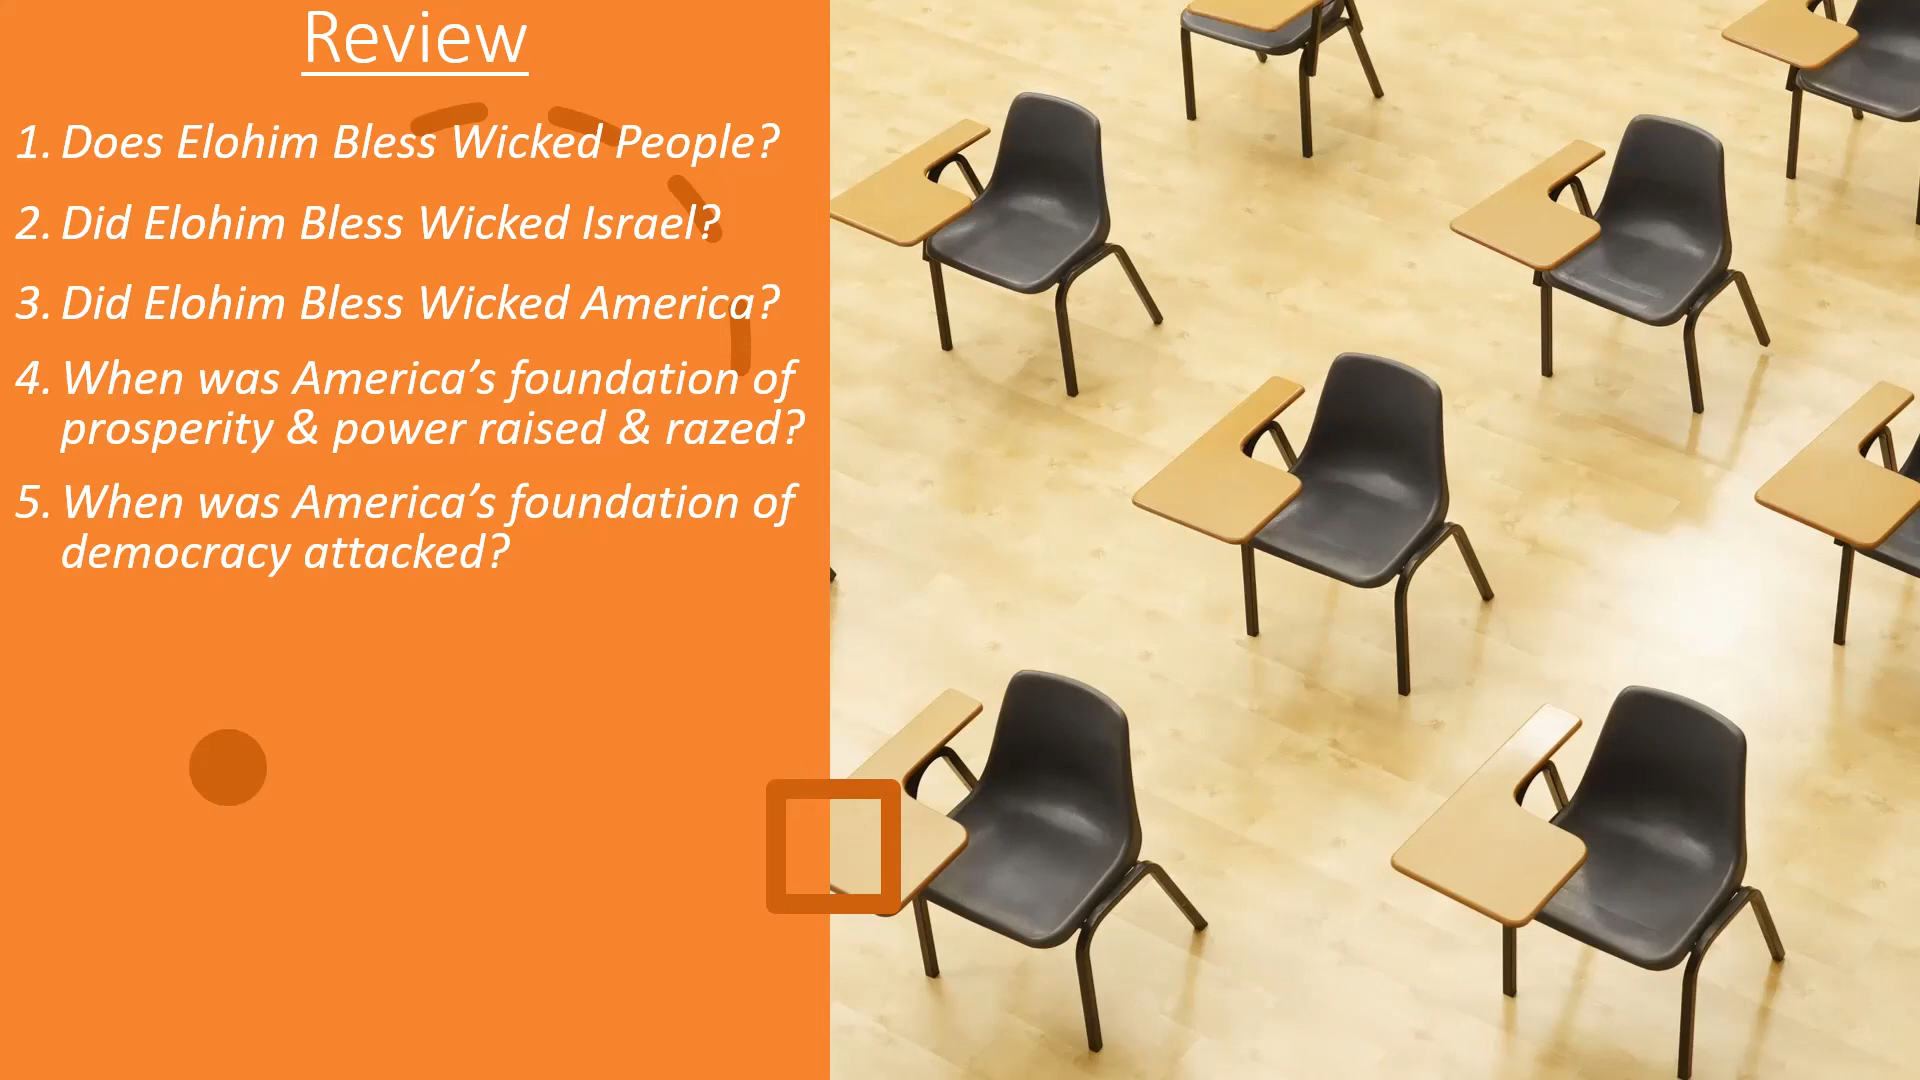 Review
1. Does Elohim Bless Wicked People?
2. Did Elohim Bless Wicked Israel?
3. Did Elohim Bless Wicked America?
4. When was America’s foundation of
prosperity & power raised & razed?
5. When was America’s foundation of
democracy attacked?